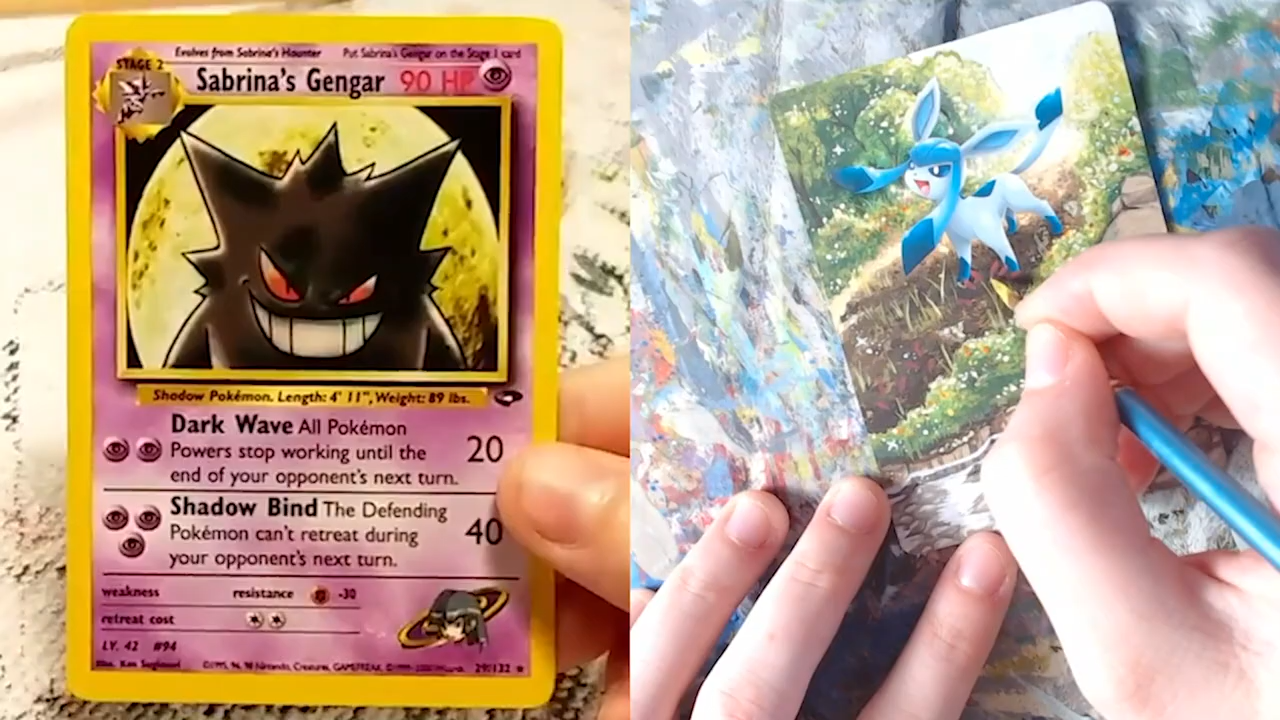 Evolves from Sabrina's Haunter Put Sabrina's Gengar on the Stage 1 card
STAGE 2
Sabrina's Gengar 90 HP
Shadow Pokémon. Length: 4' 11", Weight: 89 lbs.
Dark Wave All Pokémon
Powers stop working until the
end of your opponent's next turn.
20
Shadow Bind The Defending
Pokémon can't retreat during
your opponent's next turn.
40
weakness resistance -30
retreat cost
LV. 42 #94
Illus. Ken Sugimori 29/132